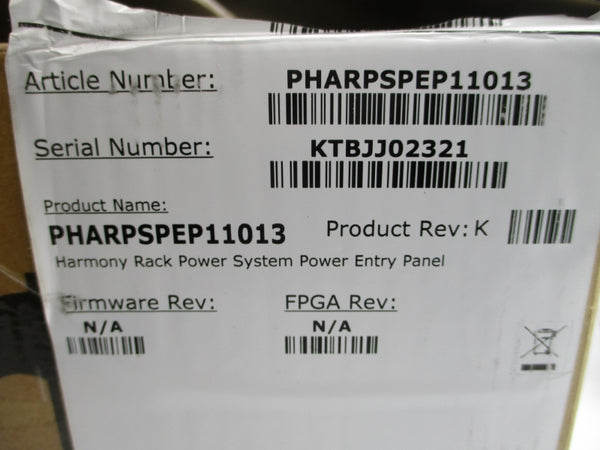 Article Number: PHARPSPEP11013
Serial Number: KTBJJ02321
Product Name:
PHARPSPEP11013 Product Rev: K
Harmony Rack Power System Power Entry Panel
Firmware Rev: FPGA Rev:
N/A N/A